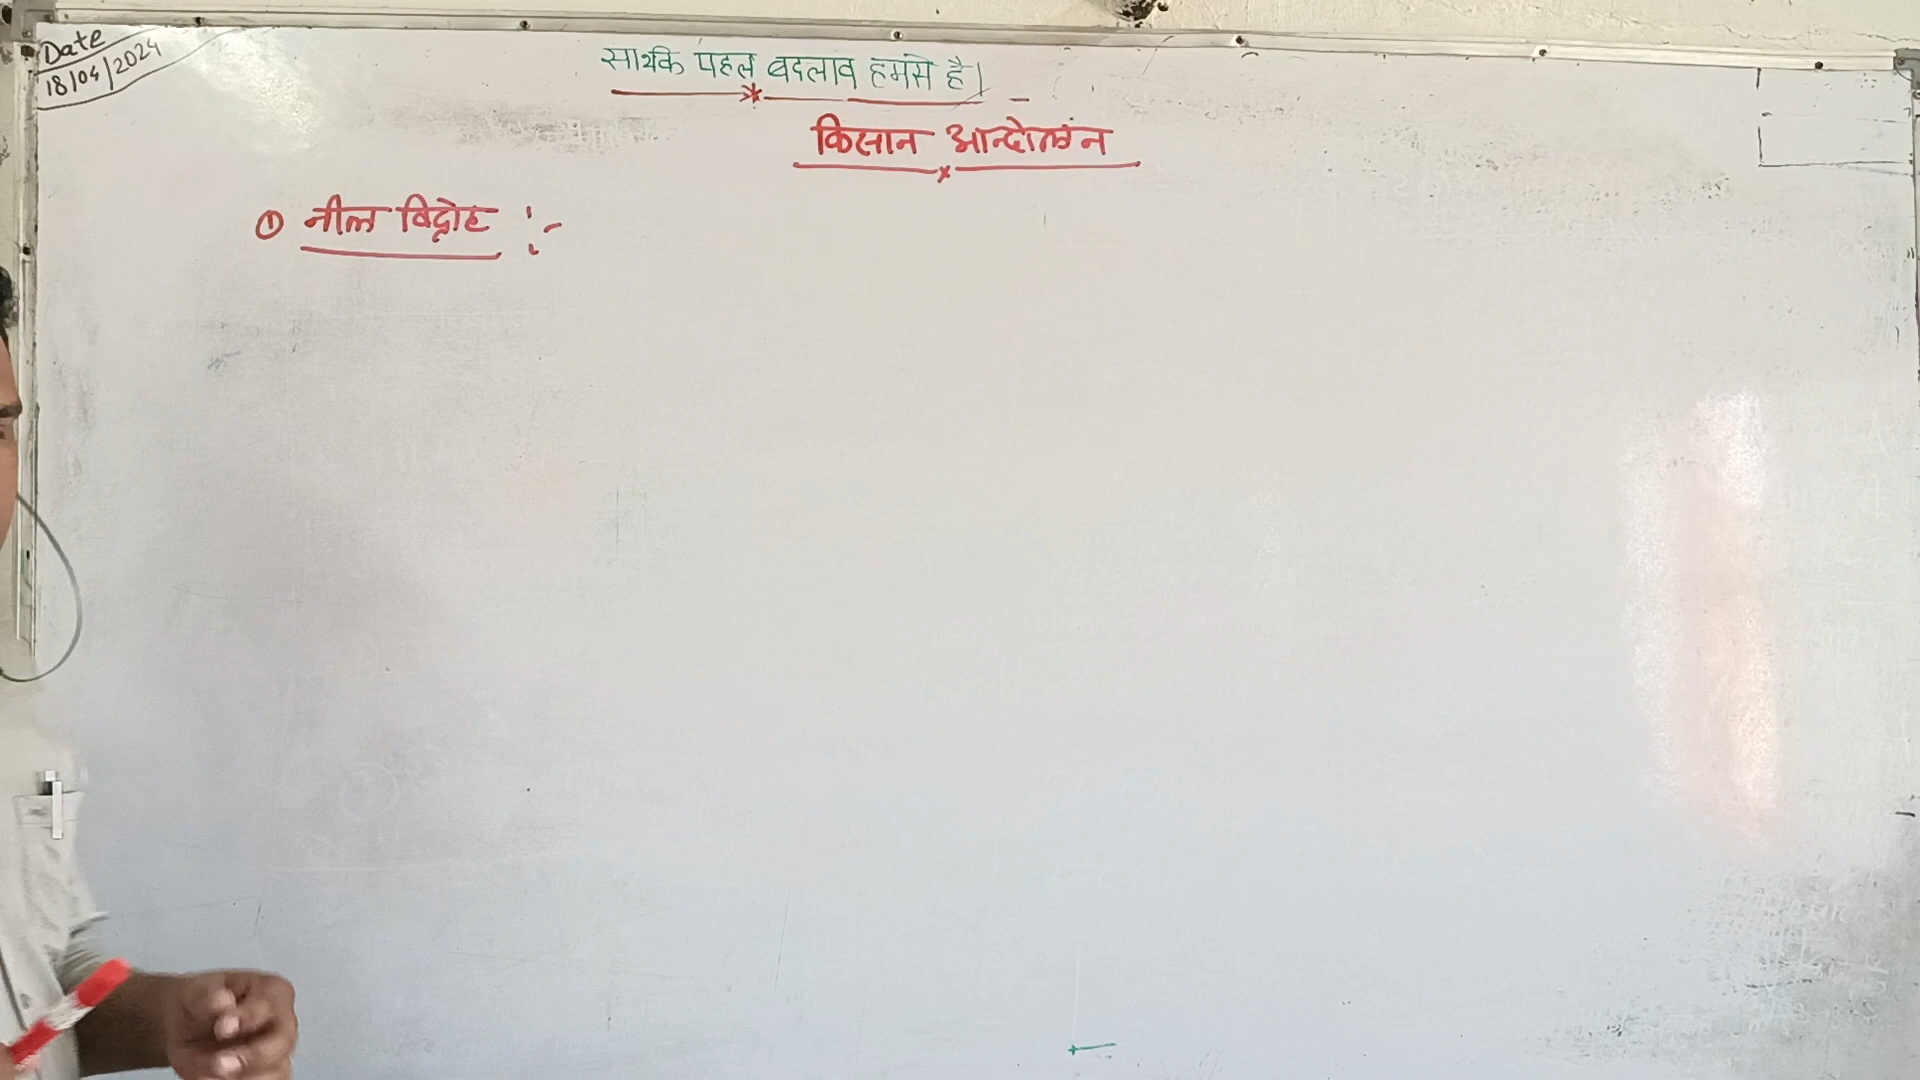 Date
18/04/2024
सार्थक पहल बदलाव हमसे है।
किसान आन्दोलन
① नील विद्रोह :-